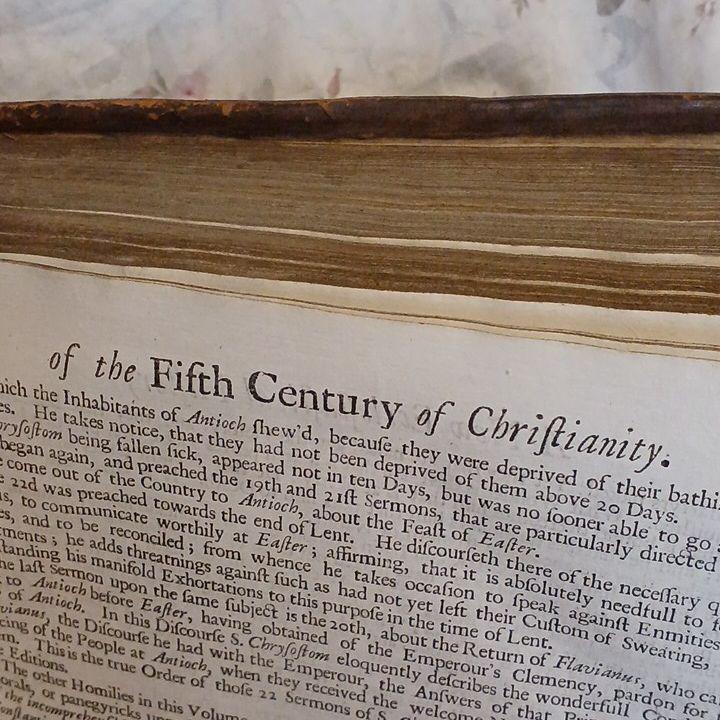 of the Fifth Century of Chriſtianity.
the Inhabitants of Antioch ſhew'd, becauſe they were deprived of their
He takes notice, that they had not been deprived of them above 20 Days.
being fallen ſick, appeared not in ten Days, but was no ſooner able to go
began again, and preached the 19th and 21ſt Sermons, that are particularly directed
come out of the Country to Antioch, about the Feaſt of Eaſter.
22d was preached towards the end of Lent. He diſcourſeth there of the neceſſary
to communicate worthily at Eaſter; affirming, that it is abſolutely needfull to
and to be reconciled; from whence he takes occaſion to ſpeak againſt Enmities
he adds threatnings againſt ſuch as had not yet left their Cuſtom of Swearing,
his manifold Exhortations to this purpoſe in the time of Lent.
the laſt Sermon upon the ſame ſubject is the 20th, about the Return of Flavianus, who
to Antioch before Eaſter, having obtained of the Emperour's Clemency, pardon for
of Antioch. In this Diſcourſe S. Chryſoſtom eloquently deſcribes the wonderfull
the Diſcourſe he had with the Emperour, the Anſwers of that
of the People at Antioch, when they received the welcome
This is the true Order of thoſe 22 Sermons of S.
Editions.
The other Homilies in this Volume
or panegyricks
the